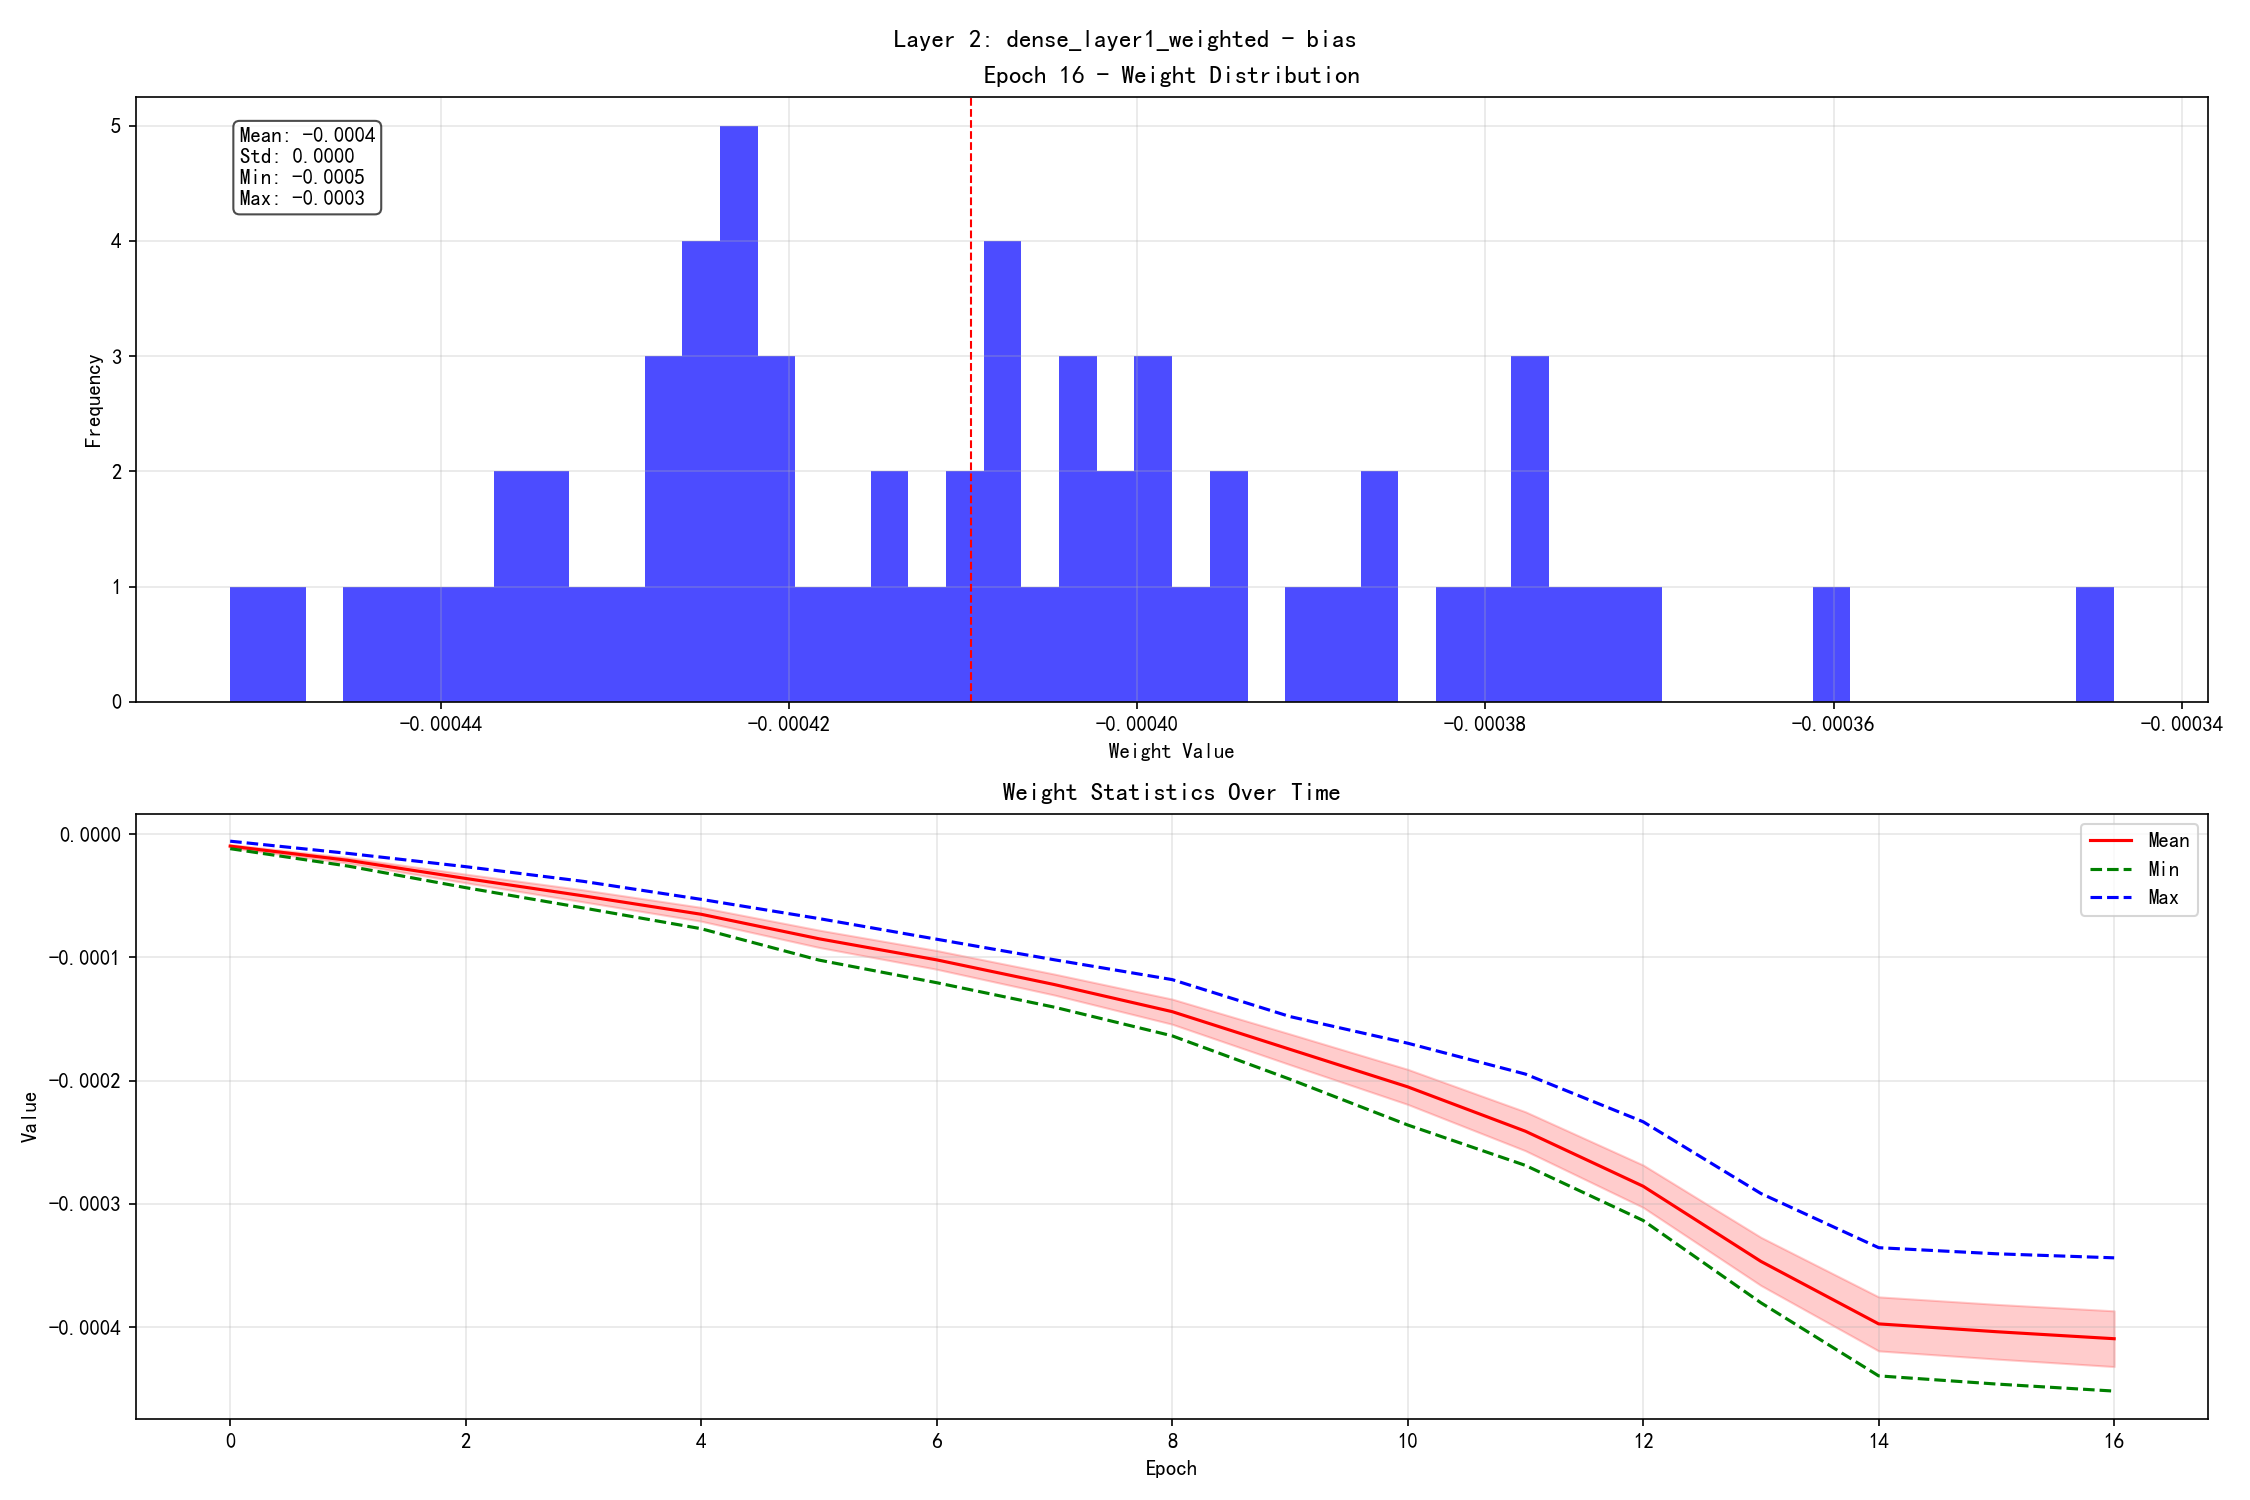 Layer 2: dense_layer1_weighted - bias
Epoch 16 - Weight Distribution
Mean: -0.0004
Std: 0.0000
Min: -0.0005
Max: -0.0003
5
4
3
2
1
0
Frequency
-0.00044 -0.00042 -0.00040 -0.00038 -0.00036 -0.00034
Weight Value
Weight Statistics Over Time
Mean
Min
Max
0.0000
-0.0001
-0.0002
-0.0003
-0.0004
Value
0 2 4 6 8 10 12 14 16
Epoch